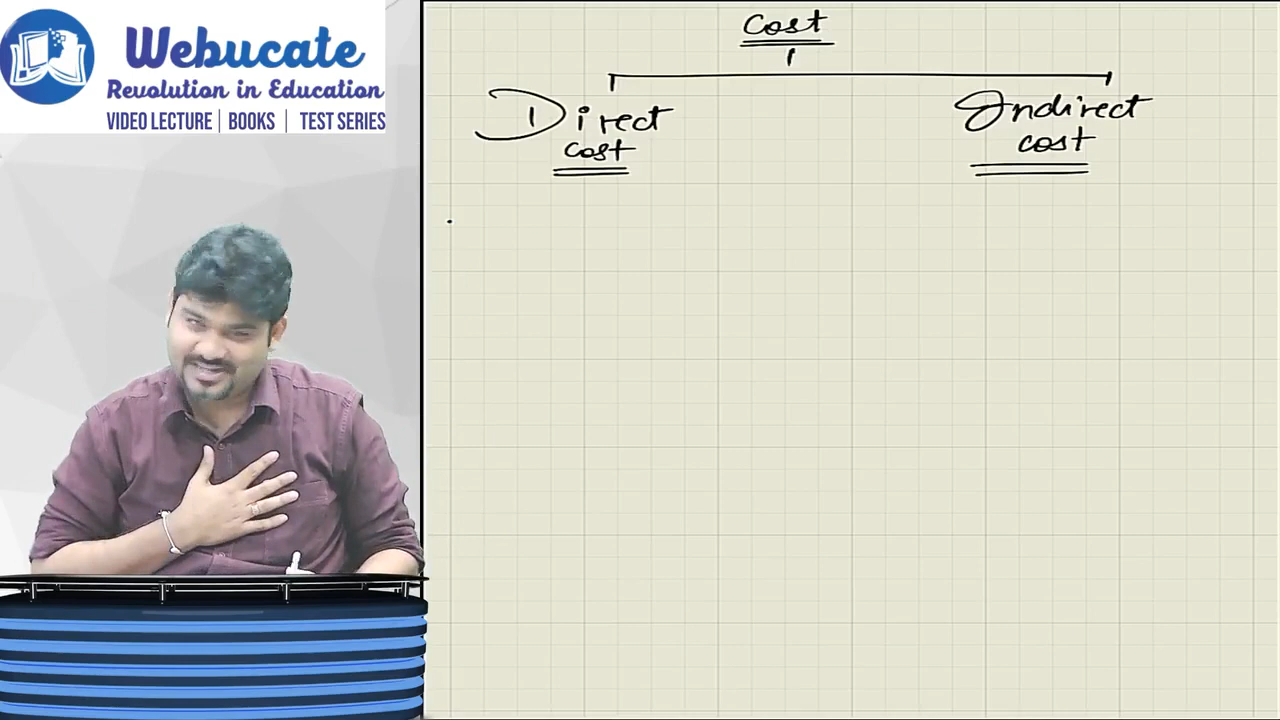 Webucate
Revolution in Education
VIDEO LECTURE | BOOKS | TEST SERIES
Cost
Direct
cost
Indirect
cost